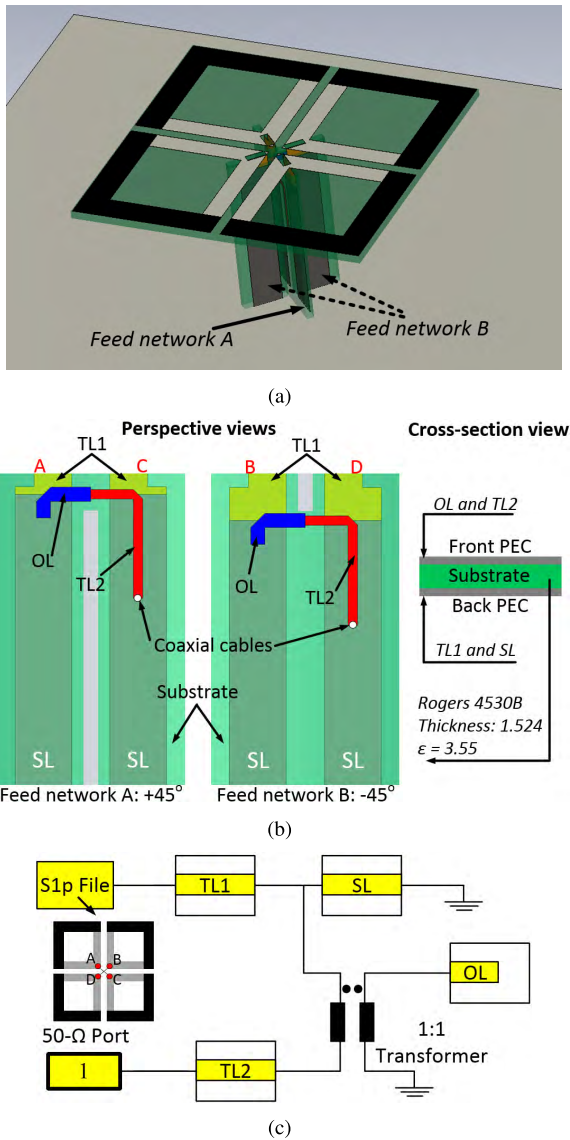 Feed network A
Feed network B
(a)
Perspective views
Cross-section view
TL1
TL1
A
C
B
D
OL and TL2
Front PEC
Substrate
Back PEC
OL
TL2
OL
TL2
Coaxial cables
TL1 and SL
Substrate
Rogers 4530B
Thickness: 1.524
ε = 3.55
SL
SL
SL
SL
Feed network A: +45°
Feed network B: -45°
(b)
S1p File
TL1
SL
A
B
D
C
OL
50-Ω Port
1:1
Transformer
1
TL2
(c)